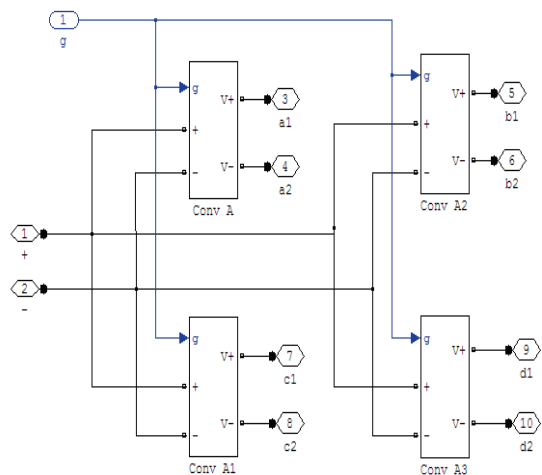 1
g
g
V+
3
a1
+
V-
4
a2
-
Conv A
g
V+
5
b1
+
V-
6
b2
-
Conv A2
1
+
2
-
g
V+
7
c1
+
V-
8
c2
-
Conv A1
g
V+
9
d1
+
V-
10
d2
-
Conv A3